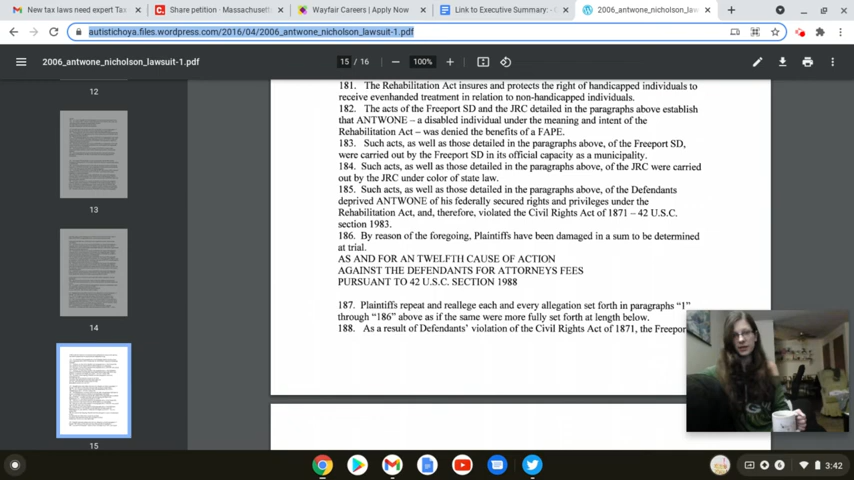 New tax laws need expert Tax
Share petition · Massachuset
Wayfair Careers | Apply Now
Link to Executive Summary: - G
2006_antwone_nicholson_law
autistichoya.files.wordpress.com/2016/04/2006_antwone_nicholson_lawsuit-1.pdf
2006_antwone_nicholson_lawsuit-1.pdf
15 / 16
100%
12
13
14
15
181. The Rehabilitation Act insures and protects the right of handicapped individuals to
receive evenhanded treatment in relation to non-handicapped individuals.
182. The acts of the Freeport SD and the JRC detailed in the paragraphs above establish
that ANTWONE – a disabled individual under the meaning and intent of the
Rehabilitation Act – was denied the benefits of a FAPE.
183. Such acts, as well as those detailed in the paragraphs above, of the Freeport SD,
were carried out by the Freeport SD in its official capacity as a municipality.
184. Such acts, as well as those detailed in the paragraphs above, of the JRC were carried
out by the JRC under color of state law.
185. Such acts, as well as those detailed in the paragraphs above, of the Defendants
deprived ANTWONE of his federally secured rights and privileges under the
Rehabilitation Act, and, therefore, violated the Civil Rights Act of 1871 – 42 U.S.C.
section 1983.
186. By reason of the foregoing, Plaintiffs have been damaged in a sum to be determined
at trial.
AS AND FOR AN TWELFTH CAUSE OF ACTION
AGAINST THE DEFENDANTS FOR ATTORNEYS FEES
PURSUANT TO 42 U.S.C. SECTION 1988
187. Plaintiffs repeat and reallege each and every allegation set forth in paragraphs “1”
through “186” above as if the same were more fully set forth at length below.
188. As a result of Defendants’ violation of the Civil Rights Act of 1871, the Freepor
6
3:42